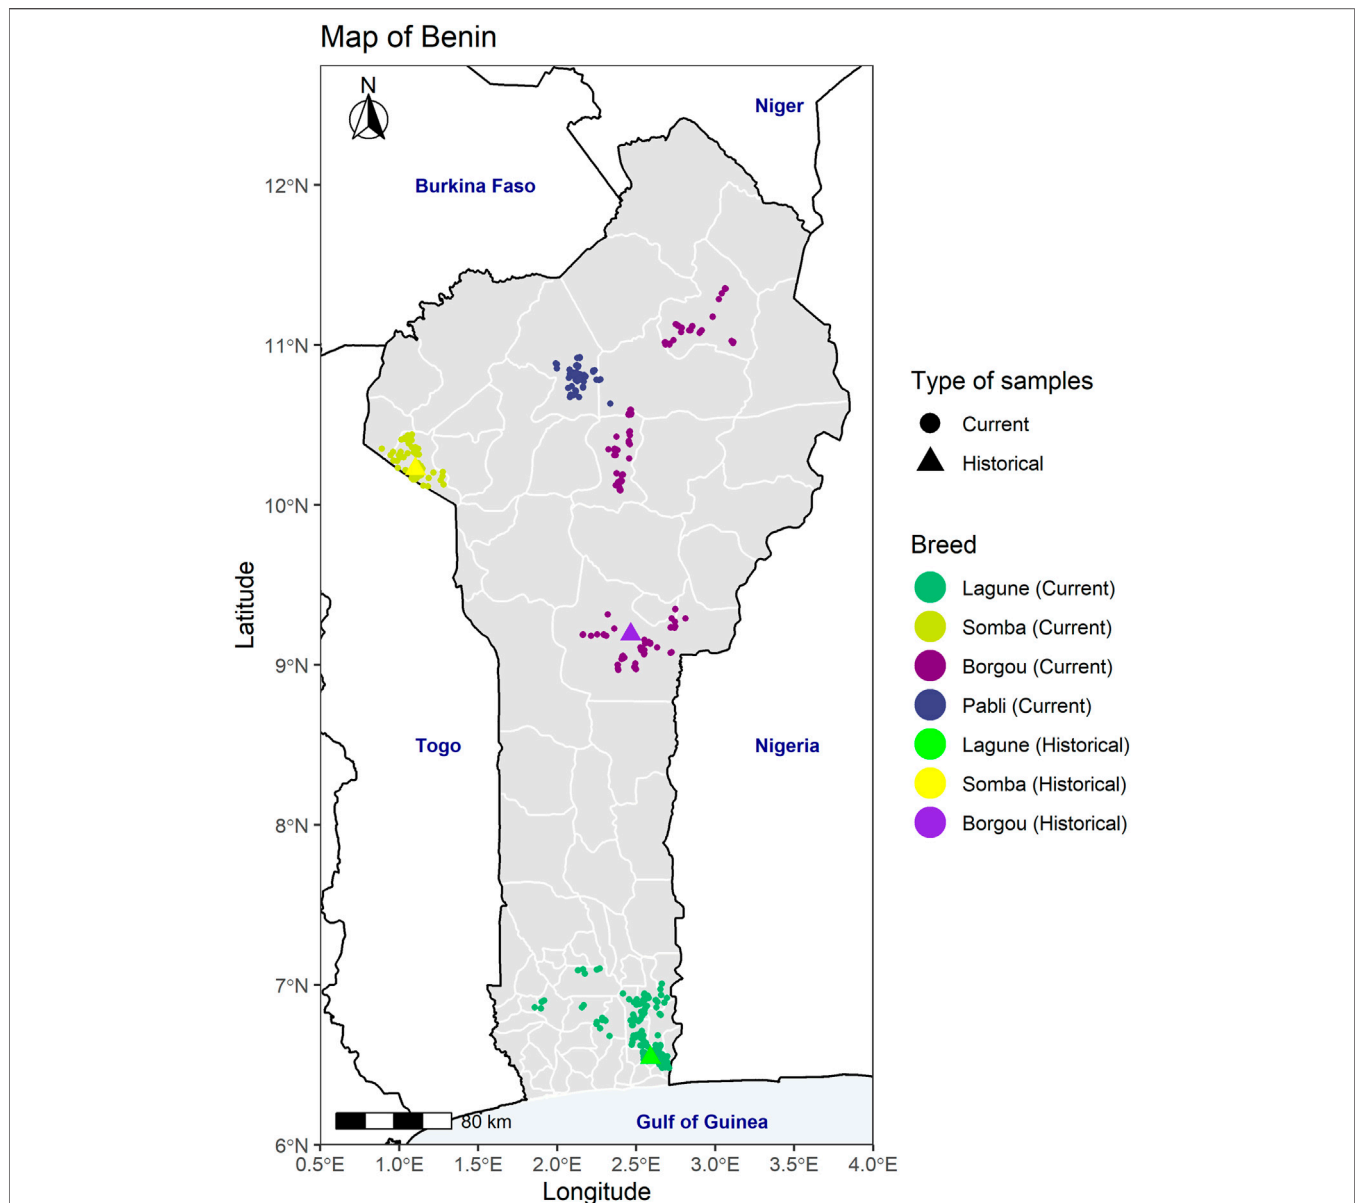 Map of Benin
N
Niger
Burkina Faso
Togo
Nigeria
Gulf of Guinea
80 km
12°N
11°N
10°N
9°N
8°N
7°N
6°N
Latitude
0.5°E 1.0°E 1.5°E 2.0°E 2.5°E 3.0°E 3.5°E 4.0°E
Longitude
Type of samples
Current
Historical
Breed
Lagune (Current)
Somba (Current)
Borgou (Current)
Pabli (Current)
Lagune (Historical)
Somba (Historical)
Borgou (Historical)